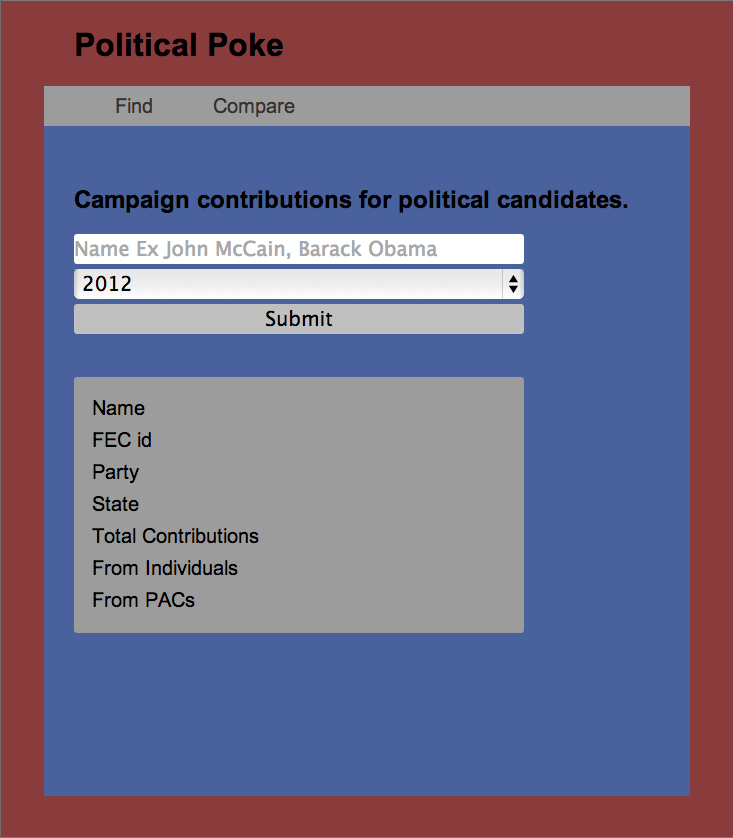 Political Poke
Find Compare
Campaign contributions for political candidates.
Name Ex John McCain, Barack Obama
2012
Submit
Name
FEC id
Party
State
Total Contributions
From Individuals
From PACs